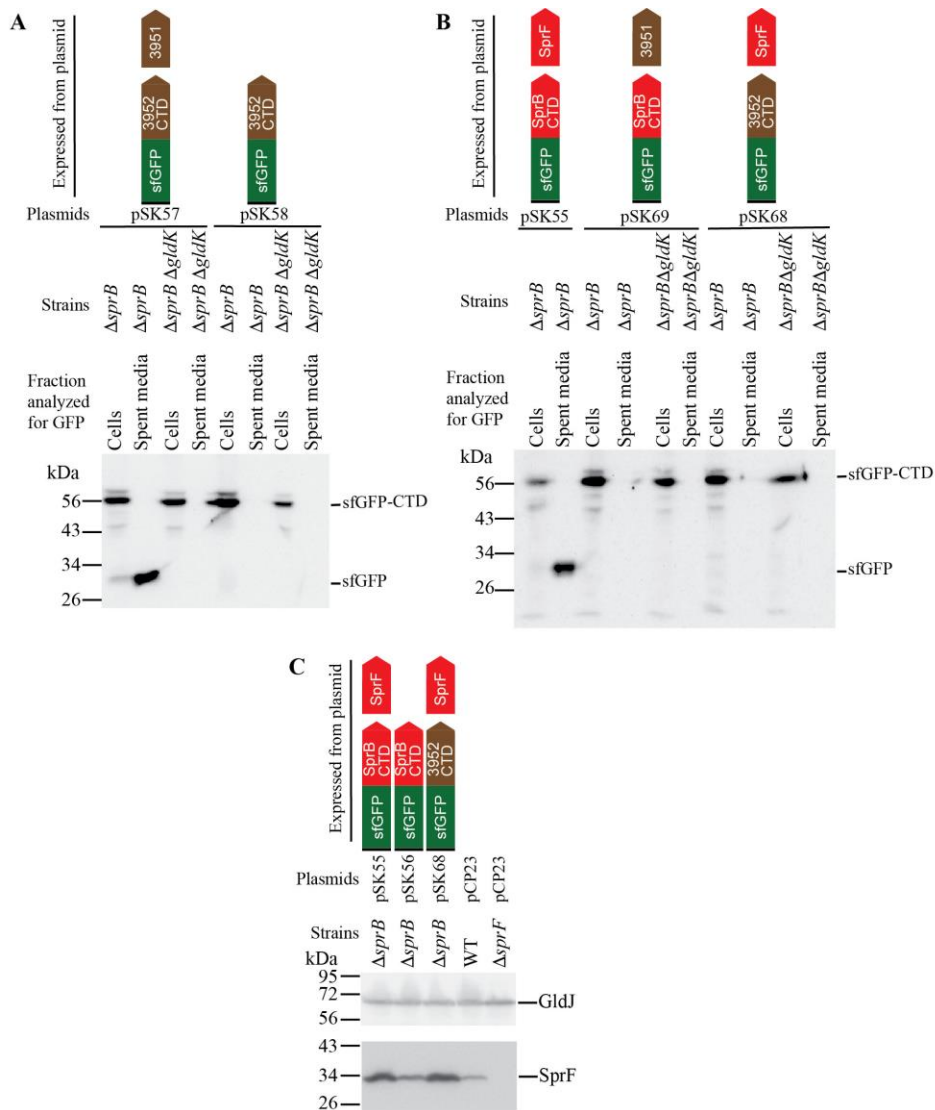 A
Expressed from plasmid
3951
3952 CTD
sfGFP
3952 CTD
sfGFP
Plasmids
pSK57
pSK58
Strains
ΔsprB
ΔsprB
ΔsprB ΔgldK
ΔsprB ΔgldK
ΔsprB
ΔsprB
ΔsprB ΔgldK
ΔsprB ΔgldK
Fraction
analyzed
for GFP
Cells
Spent media
Cells
Spent media
Cells
Spent media
Cells
Spent media
kDa
56
43
34
26
sfGFP-CTD
sfGFP
B
Expressed from plasmid
SprF
SprB CTD
sfGFP
3951
SprB CTD
sfGFP
SprF
3952 CTD
sfGFP
Plasmids
pSK55
pSK69
pSK68
Strains
ΔsprB
ΔsprB
ΔsprB
ΔsprB
ΔsprBΔgldK
ΔsprBΔgldK
ΔsprB
ΔsprB
ΔsprBΔgldK
ΔsprBΔgldK
Fraction
analyzed
for GFP
Cells
Spent media
Cells
Spent media
Cells
Spent media
Cells
Spent media
Cells
Spent media
kDa
56
43
34
26
sfGFP-CTD
sfGFP
C
Expressed from plasmid
SprF
SprB CTD
sfGFP
SprB CTD
sfGFP
SprF
3952 CTD
sfGFP
Plasmids
pSK55
pSK56
pSK68
pCP23
pCP23
Strains
ΔsprB
ΔsprB
ΔsprB
WT
ΔsprF
kDa
95
72
56
GldJ
43
34
26
SprF